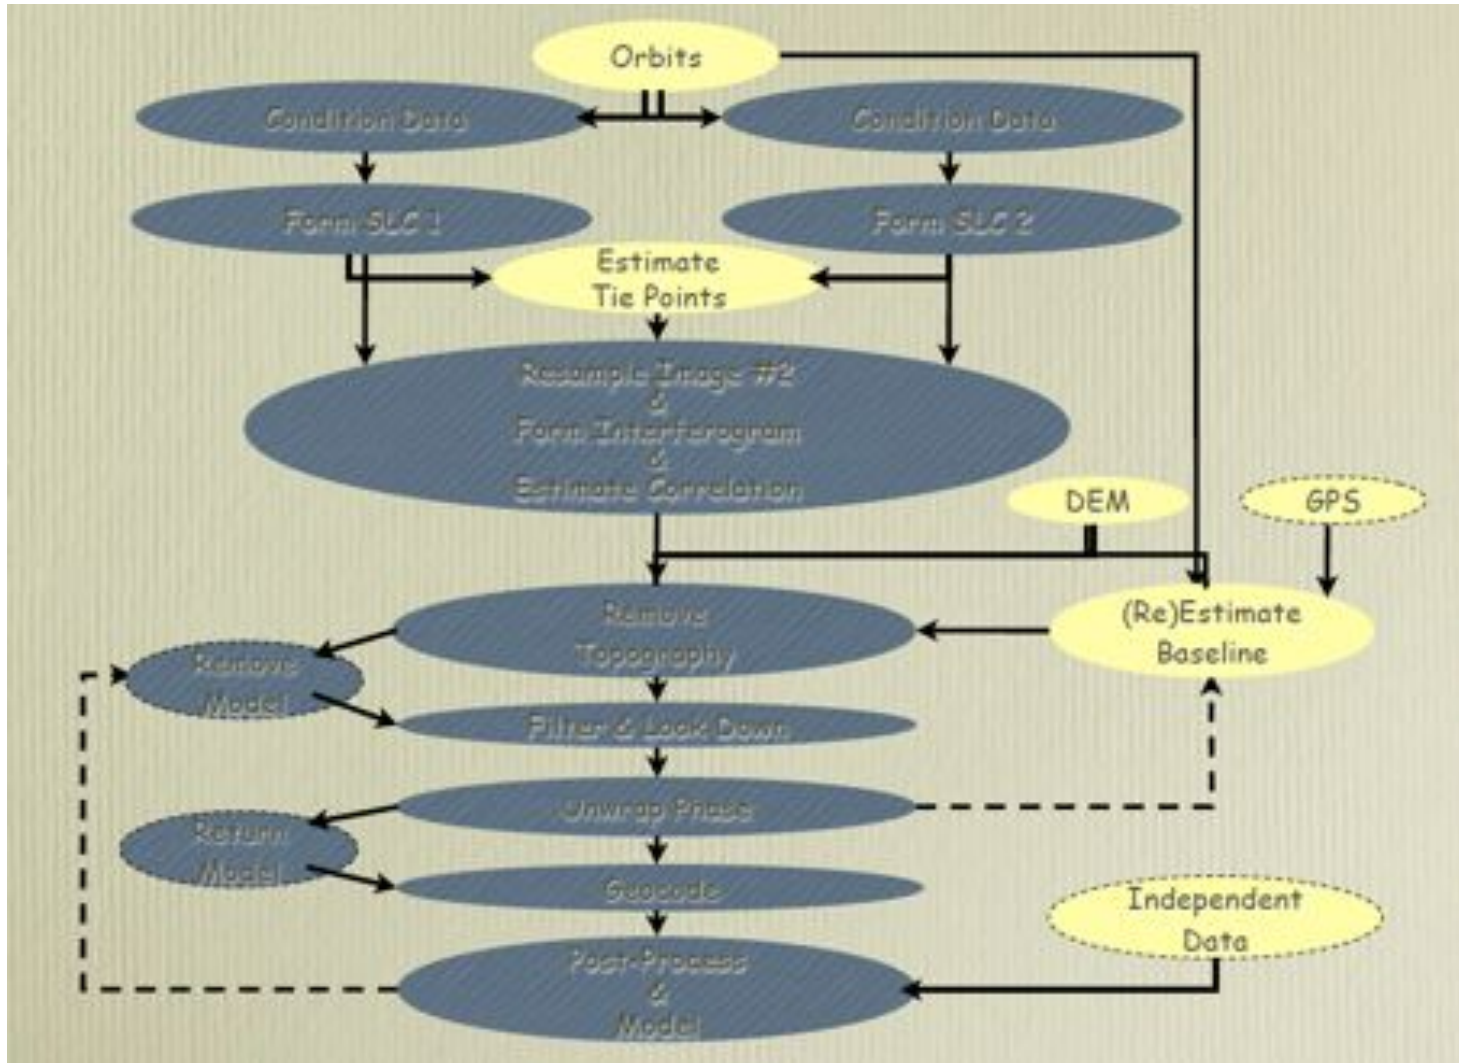 Orbits
Condition Data
Condition Data
Form SLC 1
Form SLC 2
Estimate
Tie Points
Resample Image #2
&
Form Interferogram
&
Estimate Correlation
DEM
GPS
Remove
Topography
(Re)Estimate
Baseline
Remove
Model
Filter & Look Down
Unwrap Phase
Return
Model
Geocode
Independent
Data
Post-Process
&
Model